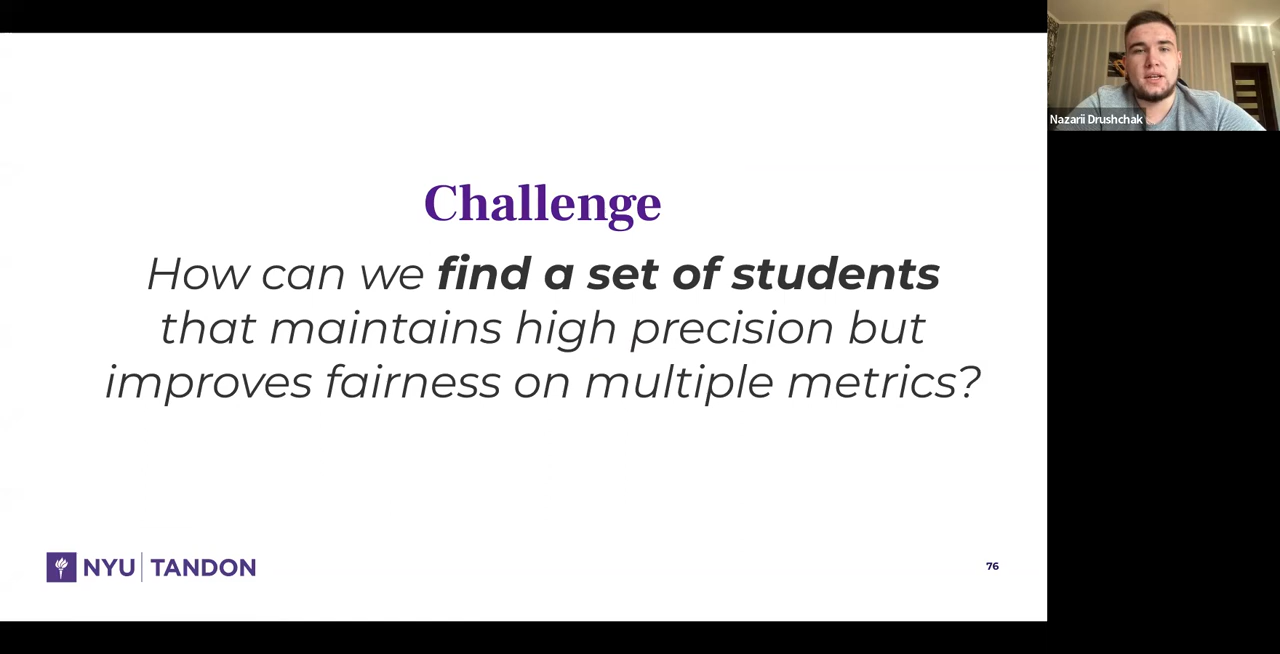 Nazarii Drushchak
Challenge
How can we find a set of students
that maintains high precision but
improves fairness on multiple metrics?
NYU TANDON
76